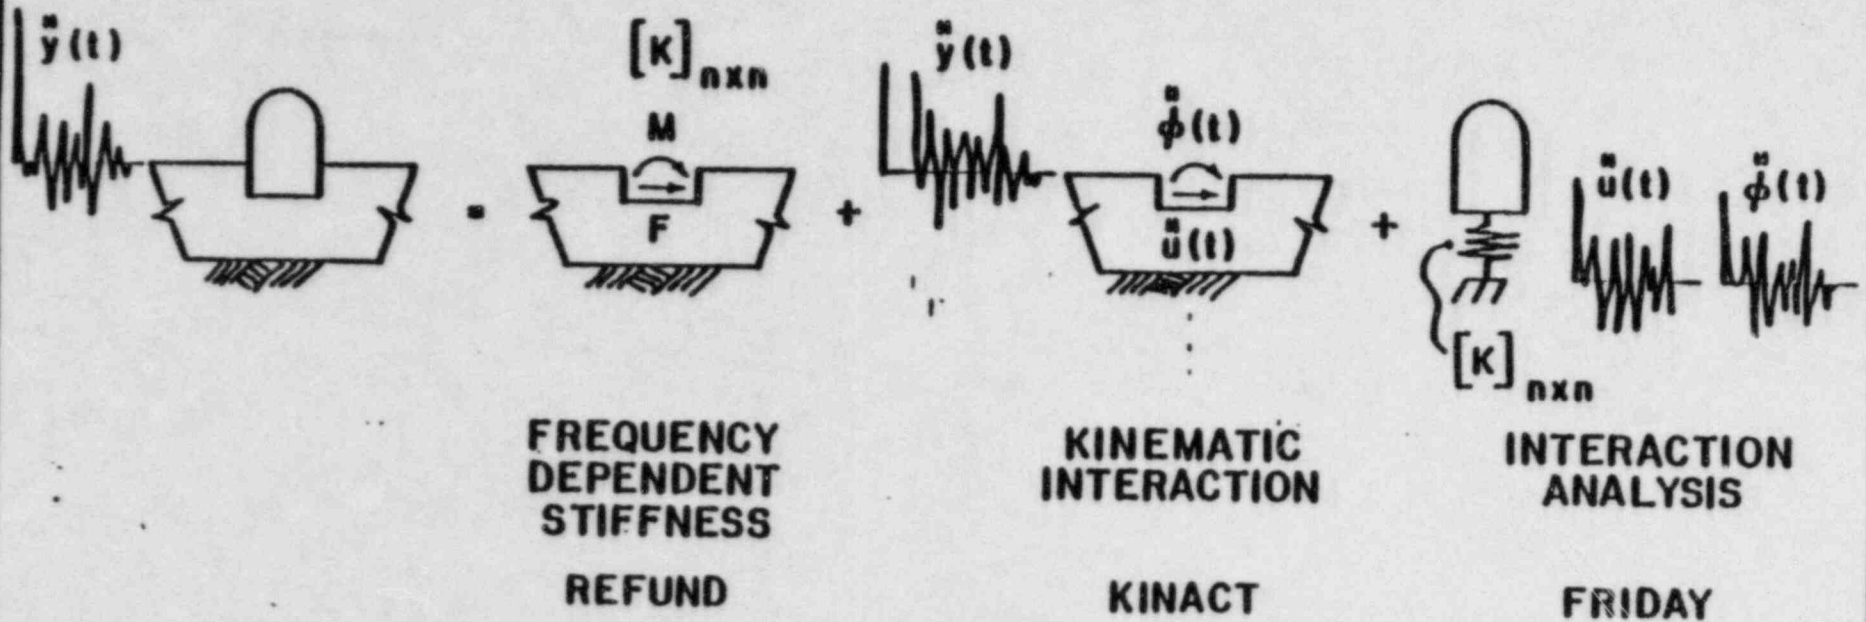 ÿ(t)
[K]nxn
M
F
=
+
ÿ(t)
φ̈(t)
ü(t)
+
[K]nxn
ü(t)
φ̈(t)
FREQUENCY
DEPENDENT
STIFFNESS
KINEMATIC
INTERACTION
INTERACTION
ANALYSIS
REFUND
KINACT
FRIDAY